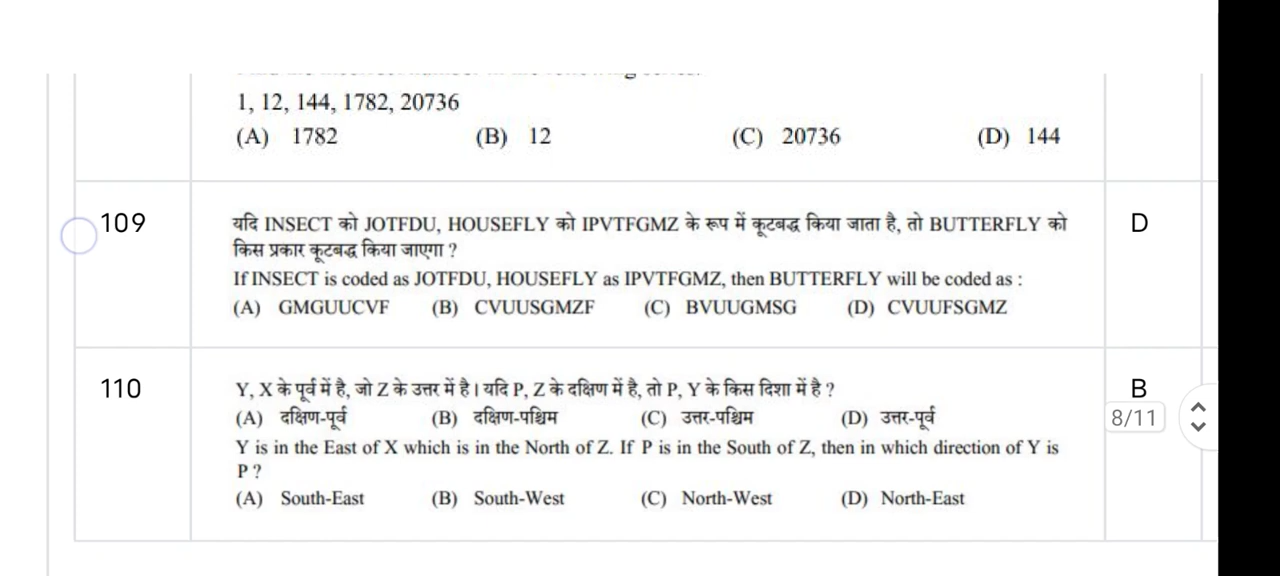 1, 12, 144, 1782, 20736
(A) 1782 (B) 12 (C) 20736 (D) 144
109
यदि INSECT को JOTFDU, HOUSEFLY को IPVTFGMZ के रूप में कूटबद्ध किया जाता है, तो BUTTERFLY को
किस प्रकार कूटबद्ध किया जाएगा ?
If INSECT is coded as JOTFDU, HOUSEFLY as IPVTFGMZ, then BUTTERFLY will be coded as :
(A) GMGUUCVF (B) CVUUSGMZF (C) BVUUGMSG (D) CVUUFSGMZ
D
110
Y, X के पूर्व में है, जो Z के उत्तर में है। यदि P, Z के दक्षिण में है, तो P, Y के किस दिशा में है ?
(A) दक्षिण-पूर्व (B) दक्षिण-पश्चिम (C) उत्तर-पश्चिम (D) उत्तर-पूर्व
Y is in the East of X which is in the North of Z. If P is in the South of Z, then in which direction of Y is
P ?
(A) South-East (B) South-West (C) North-West (D) North-East
B
8/11